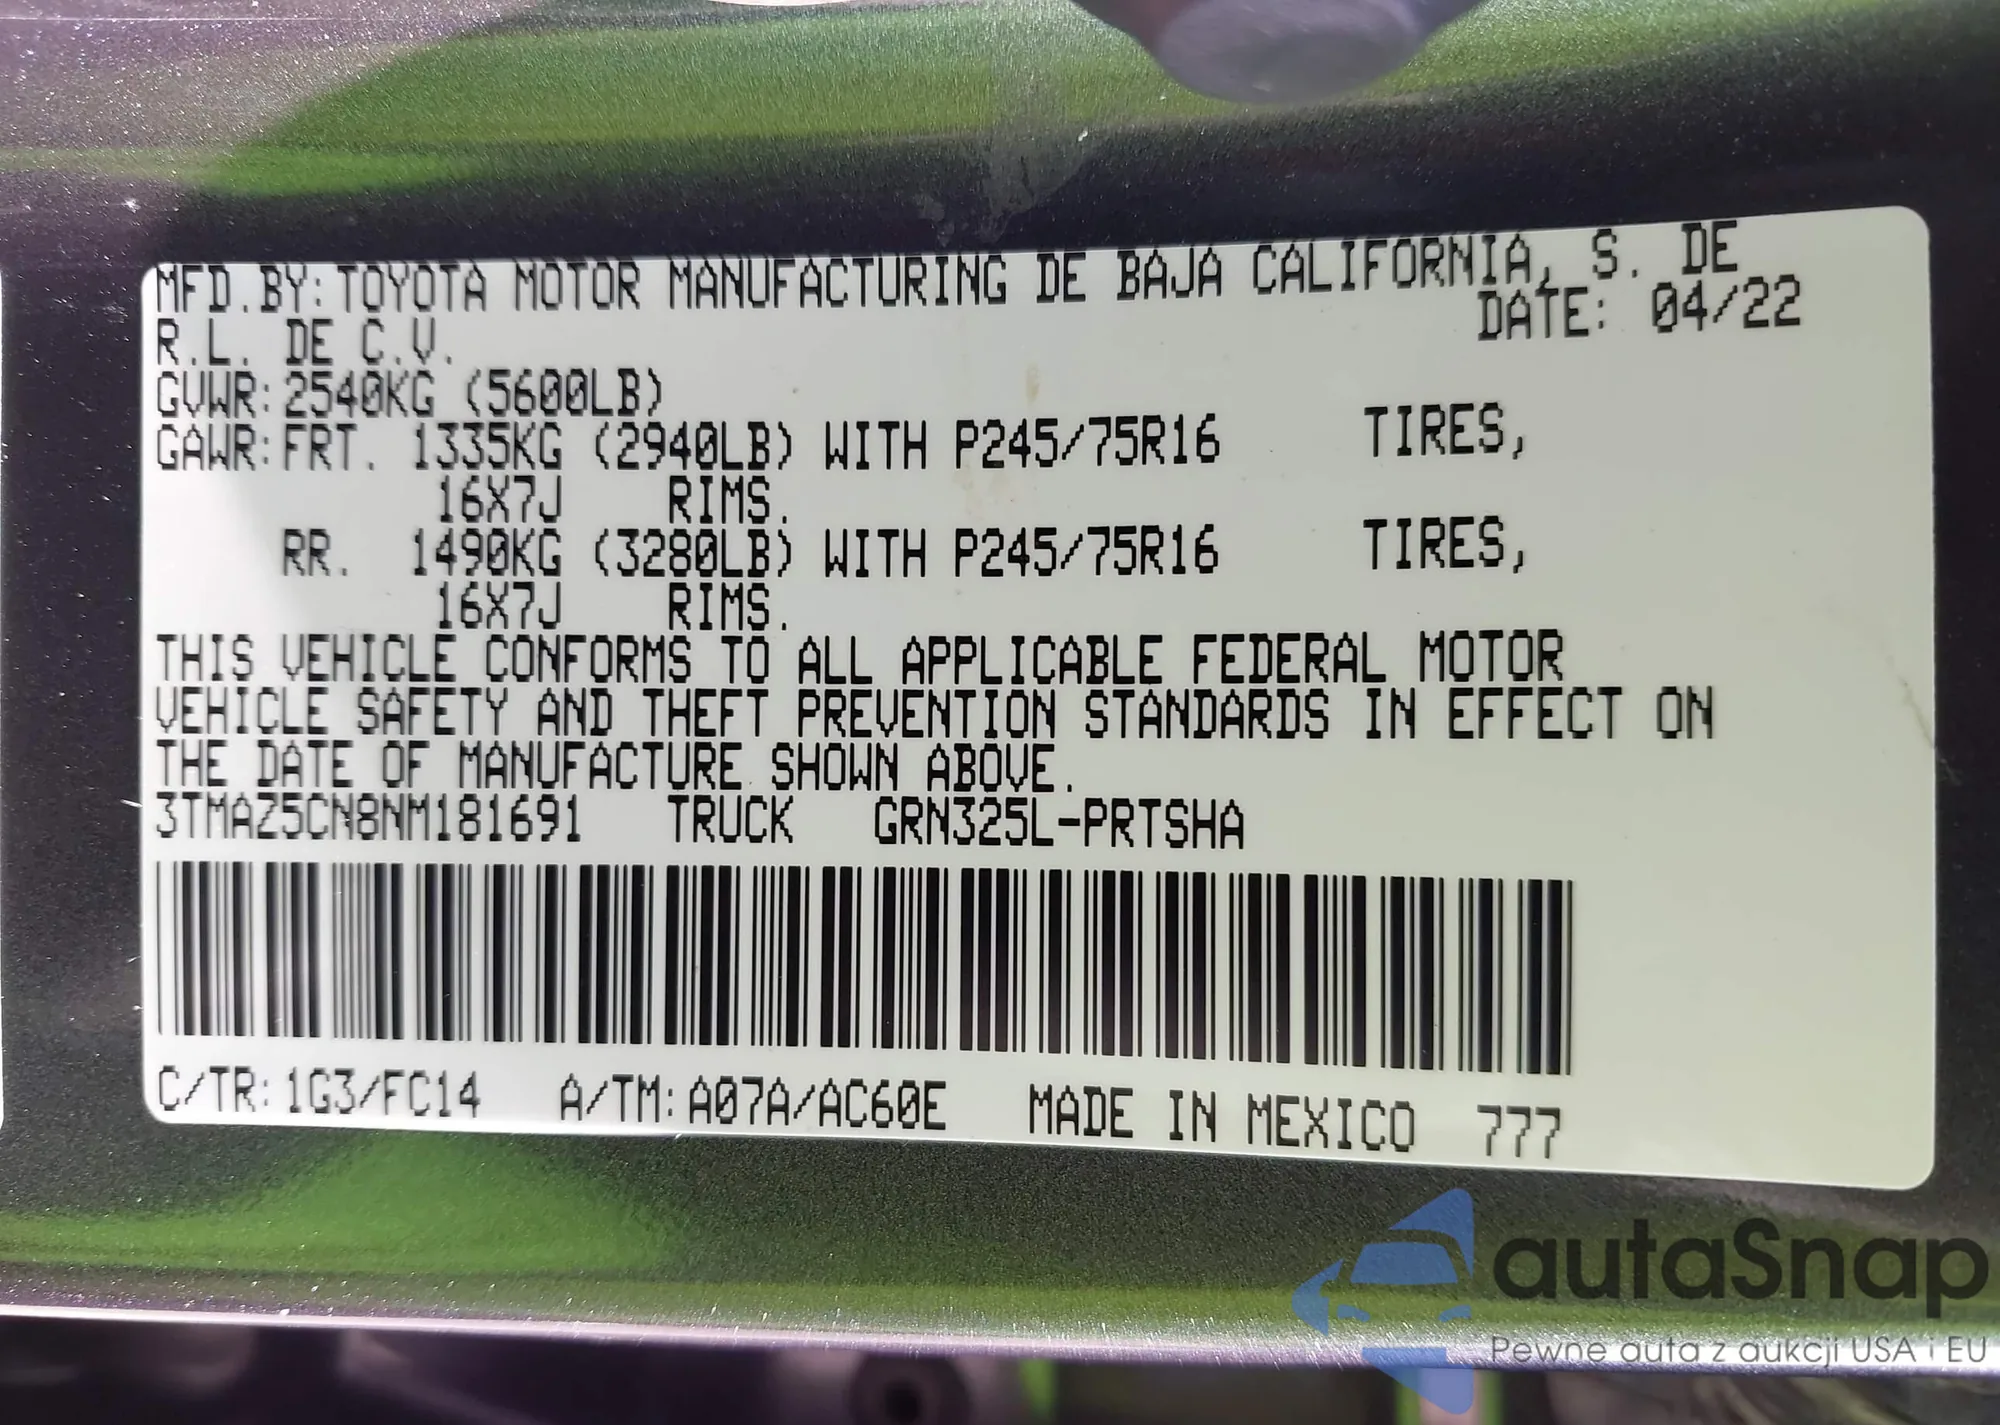 MFD.BY:TOYOTA MOTOR MANUFACTURING DE BAJA CALIFORNIA, S. DE
R.L. DE C.V. DATE: 04/22
GVWR:2540KG (5600LB)
GAWR:FRT. 1335KG (2940LB) WITH P245/75R16 TIRES,
16X7J RIMS.
RR. 1490KG (3280LB) WITH P245/75R16 TIRES,
16X7J RIMS.
THIS VEHICLE CONFORMS TO ALL APPLICABLE FEDERAL MOTOR
VEHICLE SAFETY AND THEFT PREVENTION STANDARDS IN EFFECT ON
THE DATE OF MANUFACTURE SHOWN ABOVE.
3TMAZ5CN8NM181691 TRUCK GRN325L-PRTSHA
C/TR:1G3/FC14 A/TM:A07A/AC60E MADE IN MEXICO 777
autaSnap
Pewne auta z aukcji USA i EU